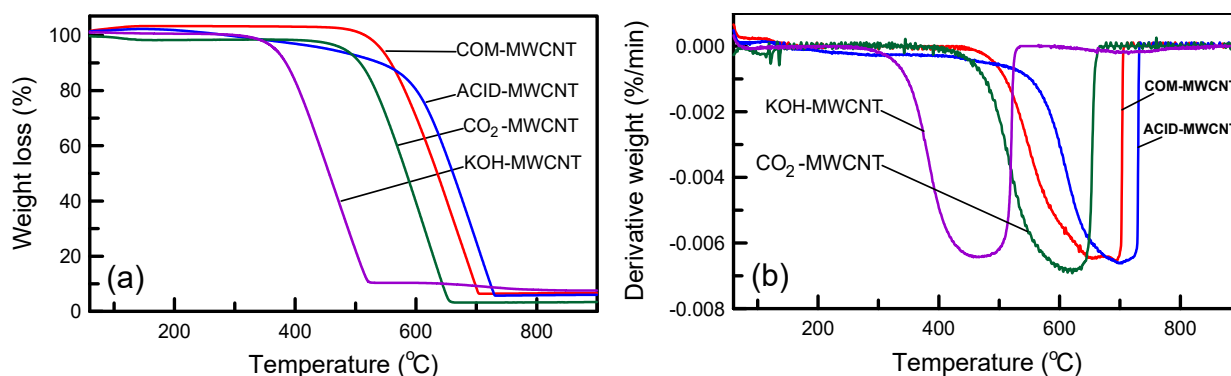 100
80
60
40
20
10
0
Weight loss (%)
COM-MWCNT
ACID-MWCNT
CO2-MWCNT
KOH-MWCNT
(a)
200
400
600
800
Temperature (°C)
0.000
-0.002
-0.004
-0.006
-0.008
Derivative weight (%/min)
KOH-MWCNT
CO2-MWCNT
COM-MWCNT
ACID-MWCNT
(b)
200
400
600
800
Temperature (°C)